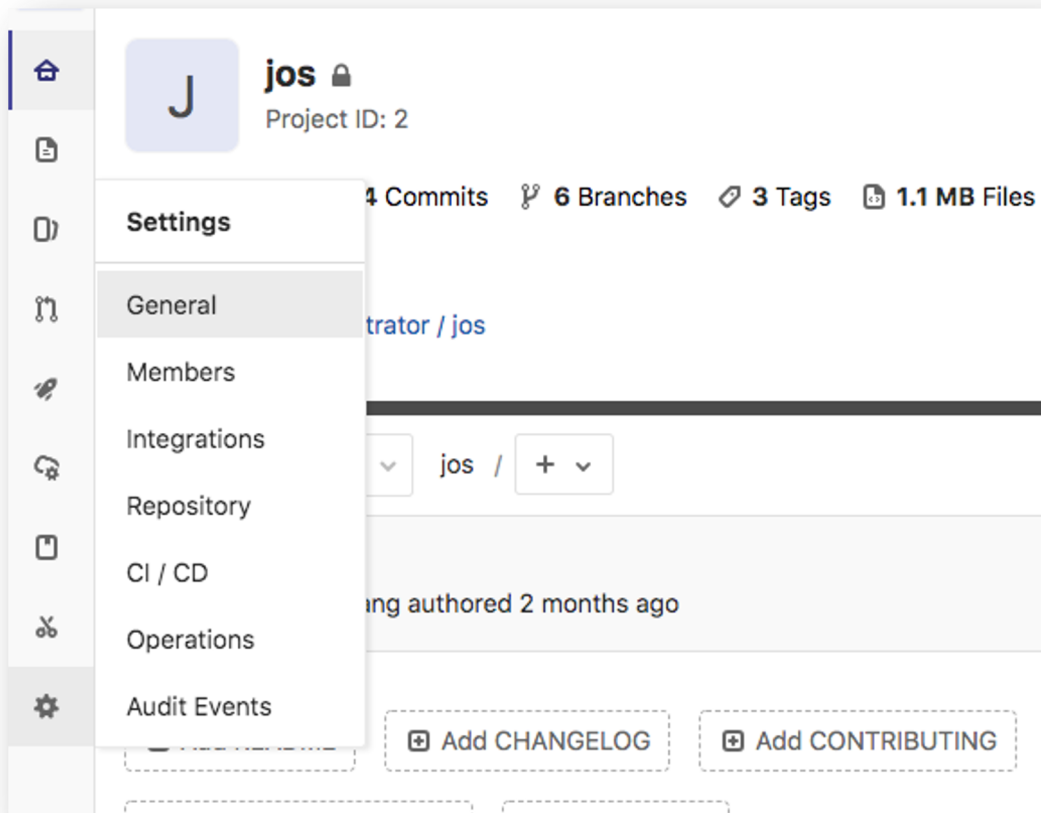 J
jos
Project ID: 2
4 Commits 6 Branches 3 Tags 1.1 MB Files
Settings
General
trator / jos
Members
Integrations
jos / +
Repository
CI / CD
ang authored 2 months ago
Operations
Audit Events
Add CHANGELOG Add CONTRIBUTING